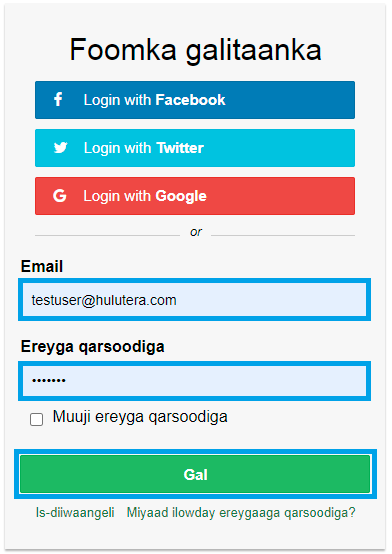 Foomka galitaanka
Login with Facebook
Login with Twitter
Login with Google
or
Email
testuser@hulutera.com
Ereyga qarsoodiga
•••••••
Muuji ereyga qarsoodiga
Gal
Is-diiwaangeli Miyaad ilowday ereygaaga qarsoodiga?